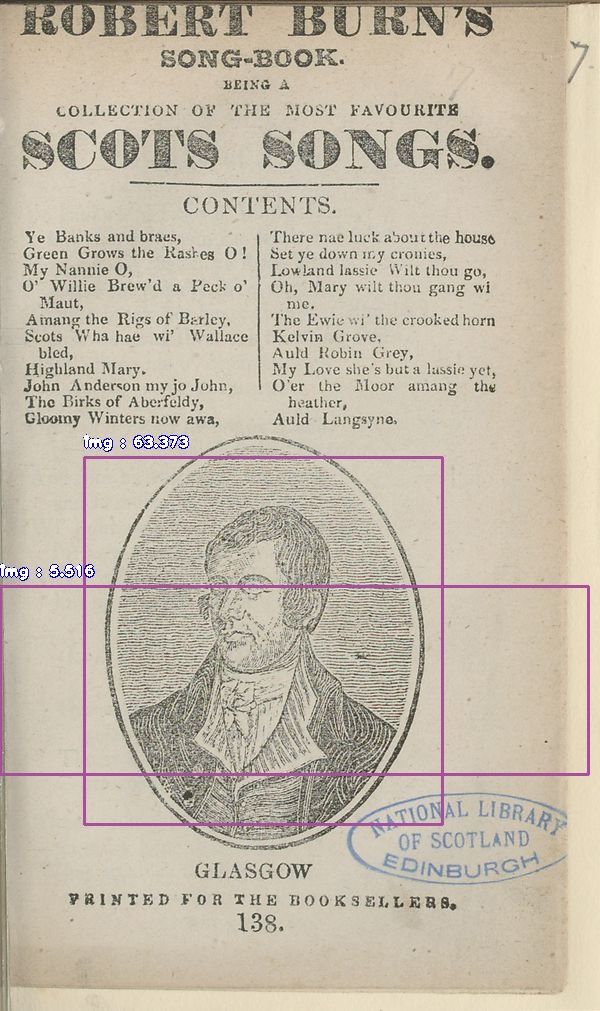 ROBERT BURN'S
SONG-BOOK.
BEING A
COLLECTION OF THE MOST FAVOURITE
SCOTS SONGS.
CONTENTS.
Ye Banks and braes,
Green Grows the Rashes O!
My Nannie O,
O' Willie Brew'd a Peck o'
Maut,
Amang the Rigs of Barley,
Scots Wha hae wi' Wallace
bled,
Highland Mary.
John Anderson my jo John,
The Birks of Aberfeldy,
Gloomy Winters now awa,
There nae luck about the house
Set ye down my cronies,
Lowland lassie Wilt thou go,
Oh, Mary wilt thou gang wi
me.
The Ewie wi' the crooked horn
Kelvin Grove,
Auld Robin Grey,
My Love she's but a lassie yet,
O'er the Moor amang the
heather,
Auld Langsyne,
img : 63.373
img : 5.516
NATIONAL LIBRARY
OF SCOTLAND
EDINBURGH
GLASGOW
PRINTED FOR THE BOOKSELLERS.
138.
7.